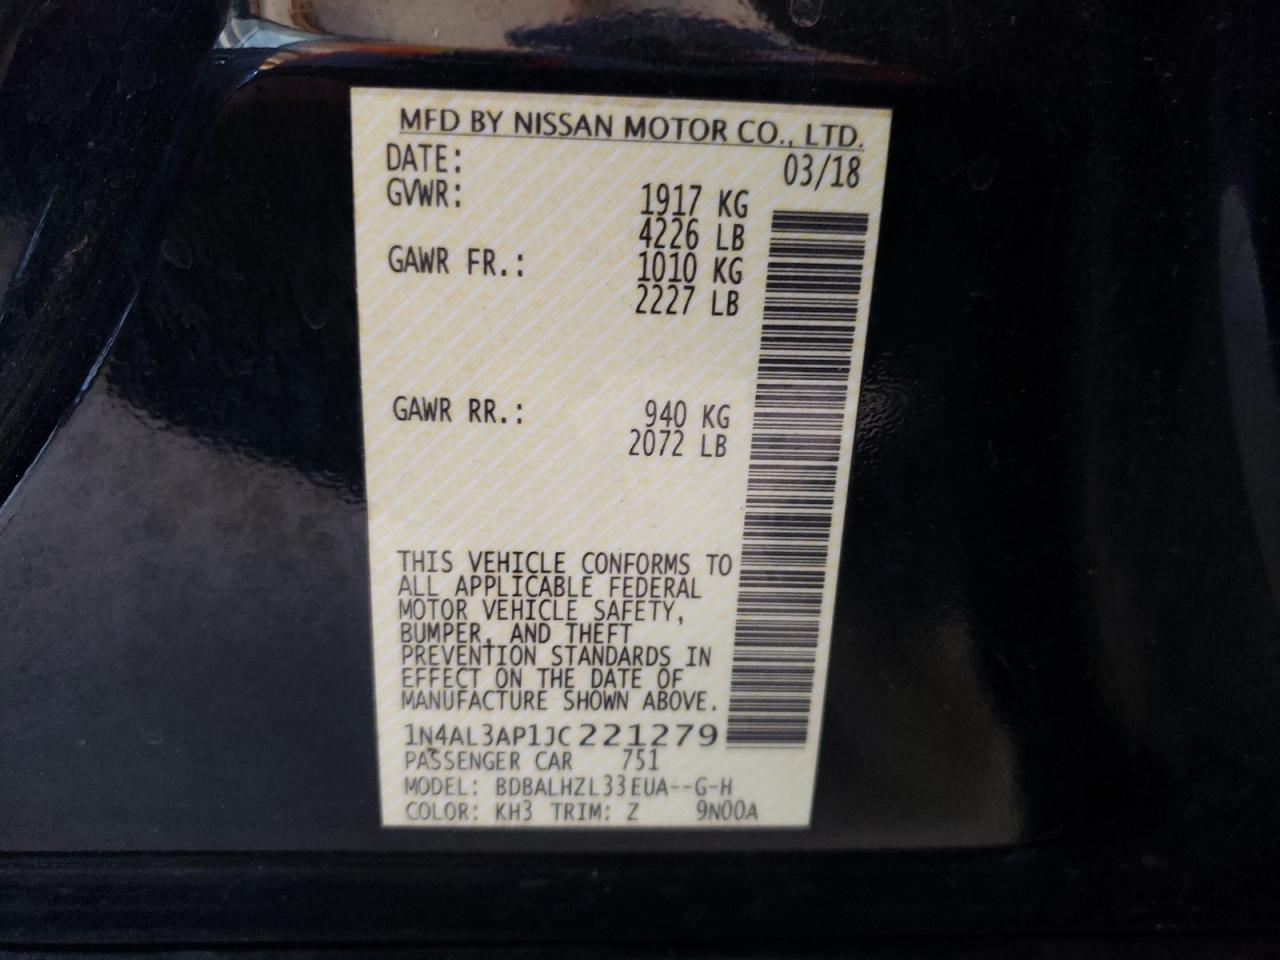 MFD BY NISSAN MOTOR CO., LTD.
DATE: 03/18
GVWR: 1917 KG
4226 LB
GAWR FR.: 1010 KG
2227 LB
GAWR RR.: 940 KG
2072 LB
THIS VEHICLE CONFORMS TO
ALL APPLICABLE FEDERAL
MOTOR VEHICLE SAFETY,
BUMPER, AND THEFT
PREVENTION STANDARDS IN
EFFECT ON THE DATE OF
MANUFACTURE SHOWN ABOVE.
1N4AL3AP1JC221279
PASSENGER CAR 751
MODEL: BDBALHZL33EUA--G-H
COLOR: KH3 TRIM: Z 9N00A